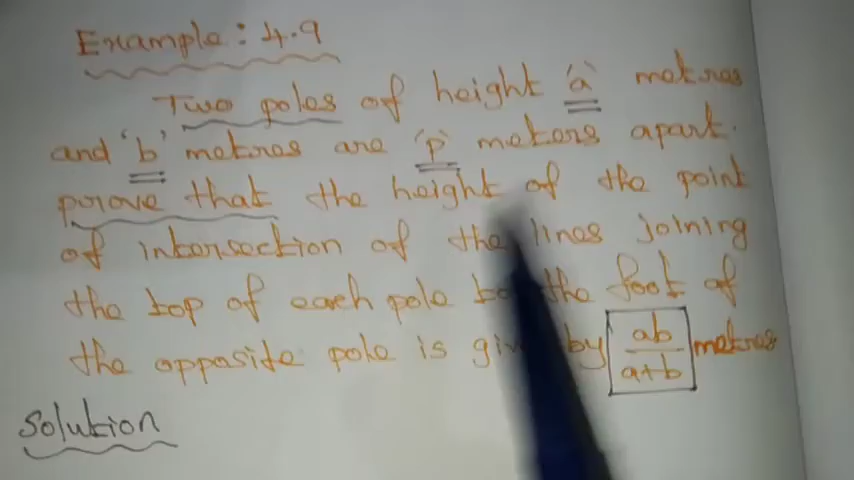 Example: 4.9
Two poles of height 'a' metres
and 'b' metres are 'p' meters apart.
prove that the height of the point
of intersection of the lines joining
the top of each pole to the foot of
the opposite pole is by ab/a+b metres
Solution